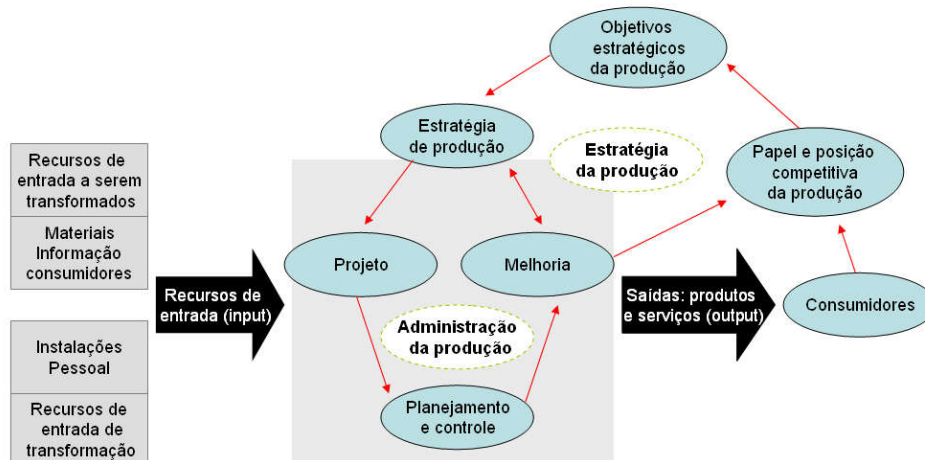 Objetivos
estratégicos
da produção
Estratégia
de produção
Estratégia
da produção
Papel e posição
competitiva
da produção
Recursos de
entrada a serem
transformados
Materiais
Informação
consumidores
Projeto
Melhoria
Recursos de
entrada (input)
Saídas: produtos
e serviços (output)
Consumidores
Administração
da produção
Instalações
Pessoal
Recursos de
entrada de
transformação
Planejamento
e controle